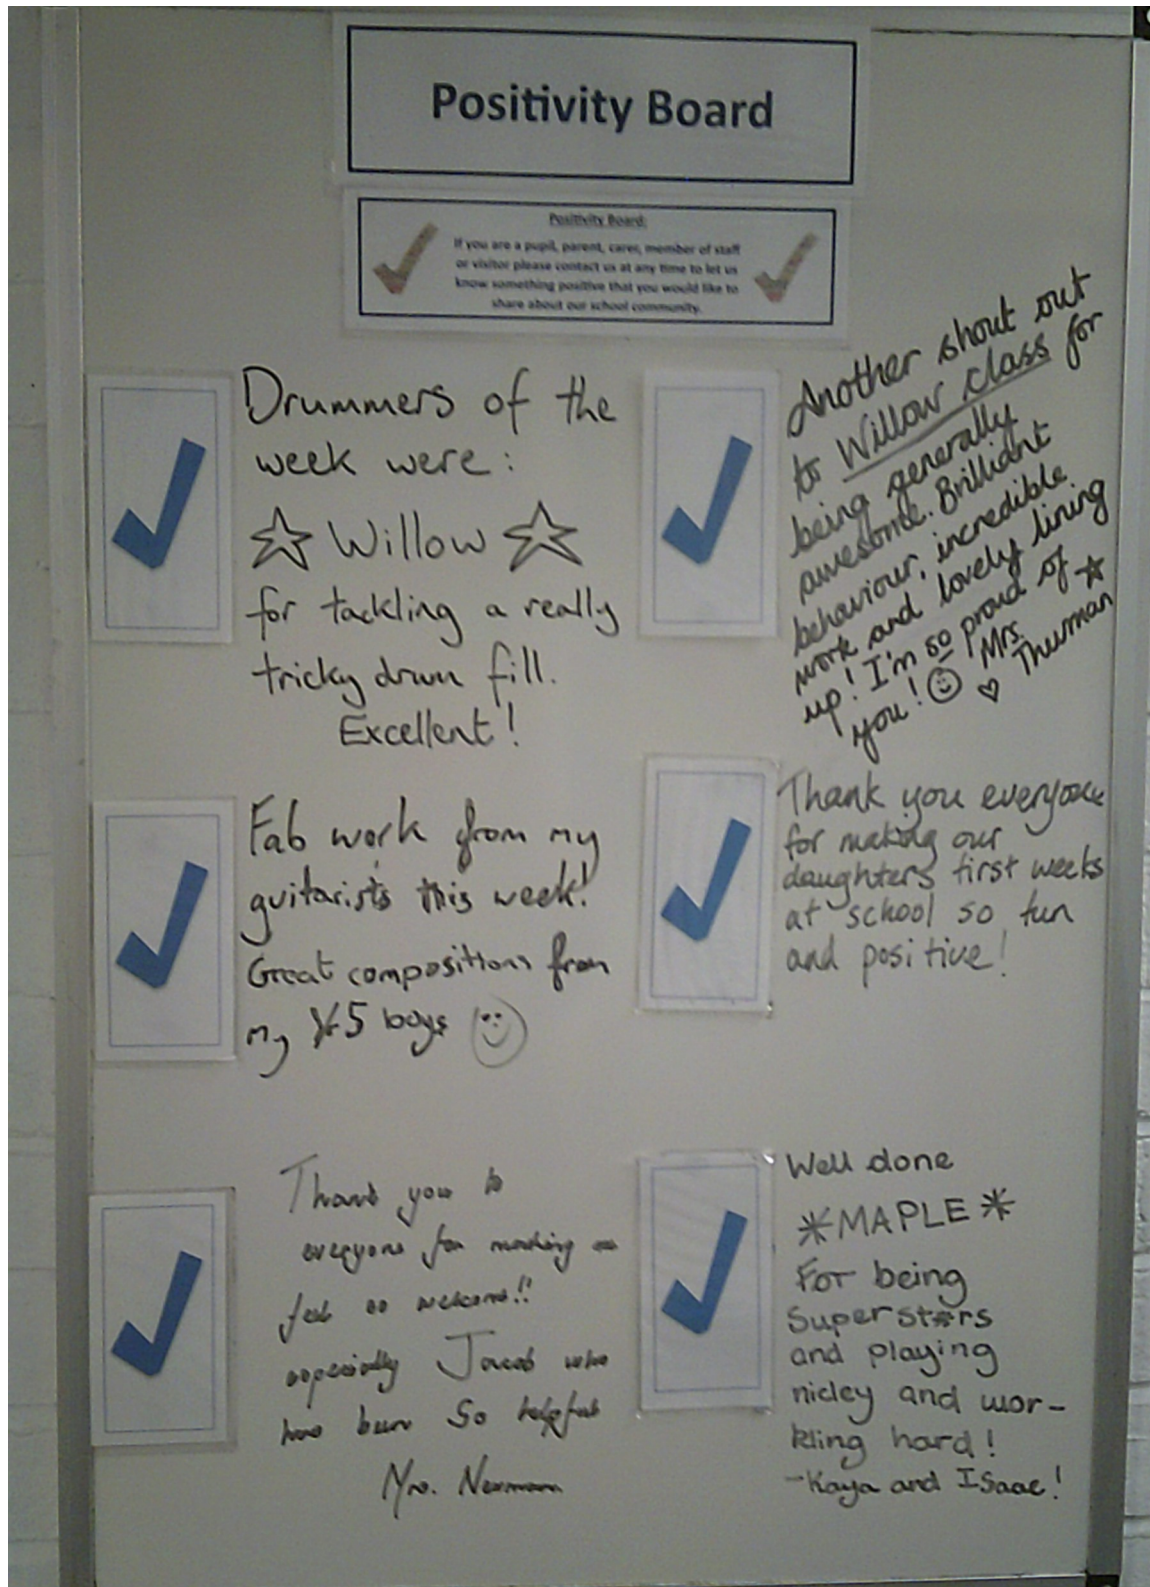 Positivity Board
Positivity Board:
If you are a pupil, parent, carer, member of staff
or visitor please contact us at any time to let us
know something positive that you would like to
share about our school community.
Drummers of the
week were:
Willow
for tackling a really
tricky drum fill.
Excellent!
Another shout out
to Willow class for
being generally
awesome. Brilliant
behaviour, incredible
work and lovely lining
up! I'm so proud of
you!
Mrs
Thurman
Fab work from my
guitarists this week!
Great compositions from
my Yr5 boys
Thank you everyone
for making our
daughters first weeks
at school so fun
and positive!
Thank you to
everyone for making
feel so welcome!!
especially Jacob who
has been so helpful
Mrs. Newman
Well done
*MAPLE*
For being
Superstars
and playing
nicley and wor-
kling hard!
-Kaya and Isaac!